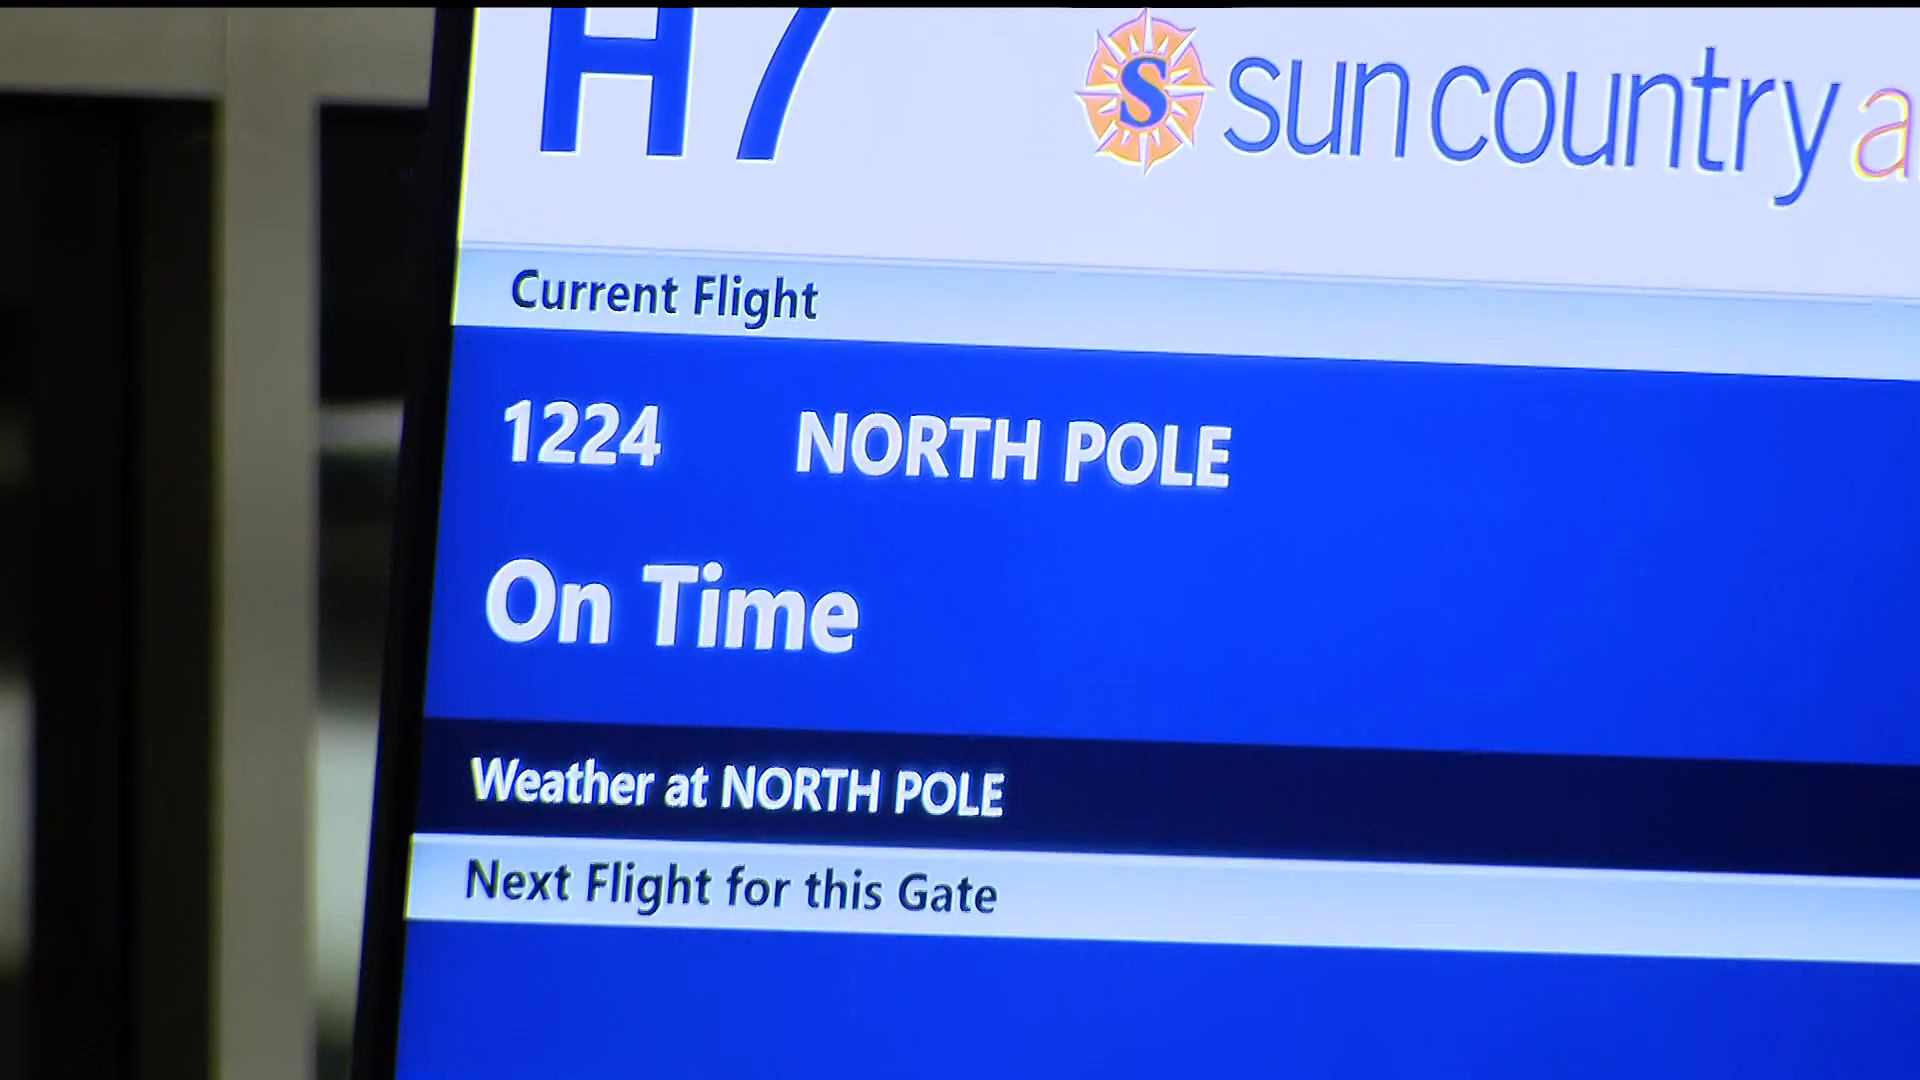 H7
S sun country
Current Flight
1224 NORTH POLE
On Time
Weather at NORTH POLE
Next Flight for this Gate